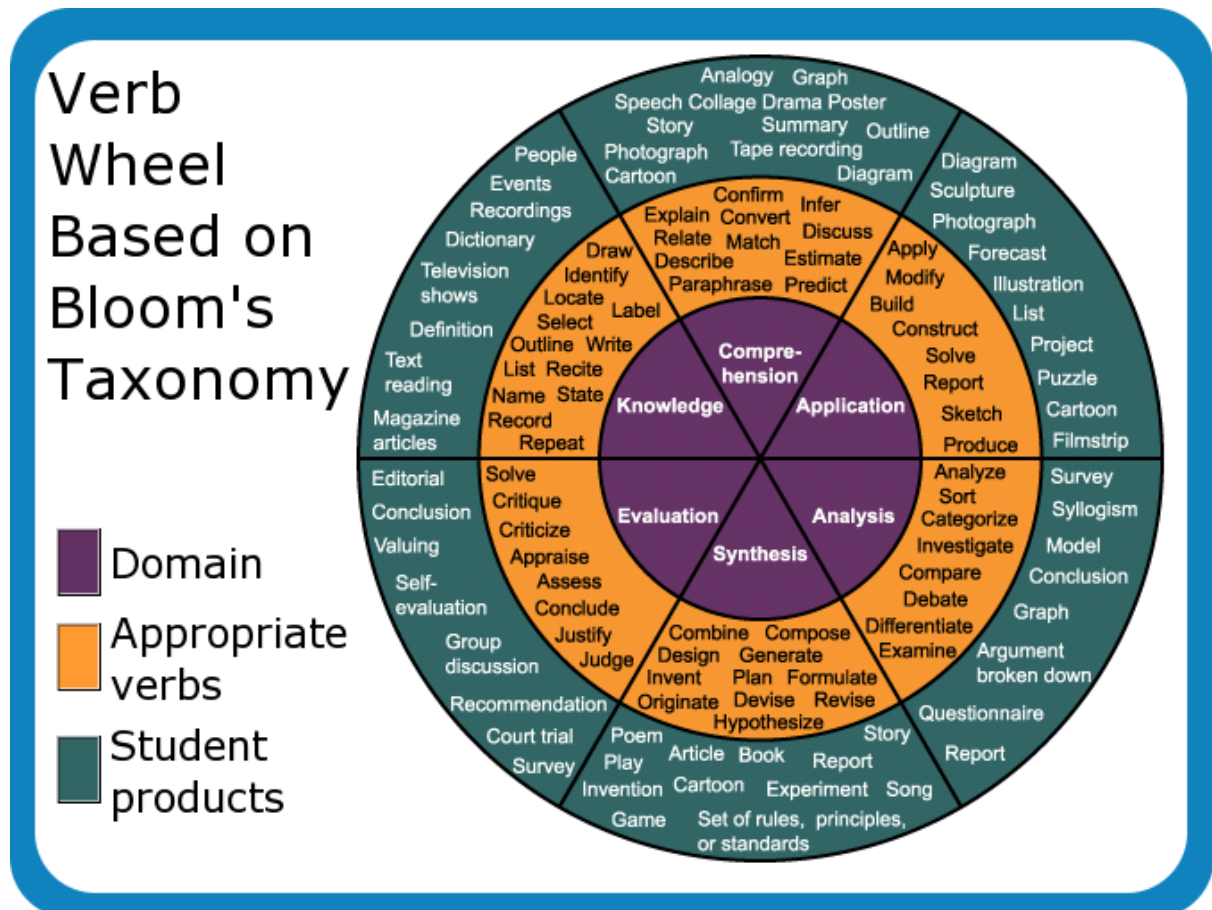 Verb
Wheel
Based on
Bloom's
Taxonomy
Domain
Appropriate
verbs
Student
products
Analogy Graph
Speech Collage Drama Poster
Story Summary Outline
Photograph Tape recording
Cartoon Diagram
Confirm Infer
Explain Convert
Relate Match Discuss
Describe Estimate
Paraphrase Predict
Compre-
hension
Diagram
Sculpture
Photograph
Forecast
Illustration
List
Project
Puzzle
Cartoon
Filmstrip
Apply
Modify
Build
Construct
Solve
Report
Sketch
Produce
Application
Survey
Syllogism
Model
Conclusion
Graph
Argument
broken down
Questionnaire
Report
Analyze
Sort
Categorize
Investigate
Compare
Debate
Differentiate
Examine
Analysis
Synthesis
Combine Compose
Design Generate
Invent Plan Formulate
Originate Devise Revise
Hypothesize
Poem Story
Play Article Book Report
Invention Cartoon Experiment Song
Game Set of rules, principles,
or standards
Evaluation
Solve
Critique
Criticize
Appraise
Assess
Conclude
Justify
Judge
Editorial
Conclusion
Valuing
Self-
evaluation
Group
discussion
Recommendation
Court trial
Survey
Knowledge
Draw
Identify
Locate
Label
Select
Outline Write
List Recite
Name State
Record
Repeat
People
Events
Recordings
Dictionary
Television
shows
Definition
Text
reading
Magazine
articles